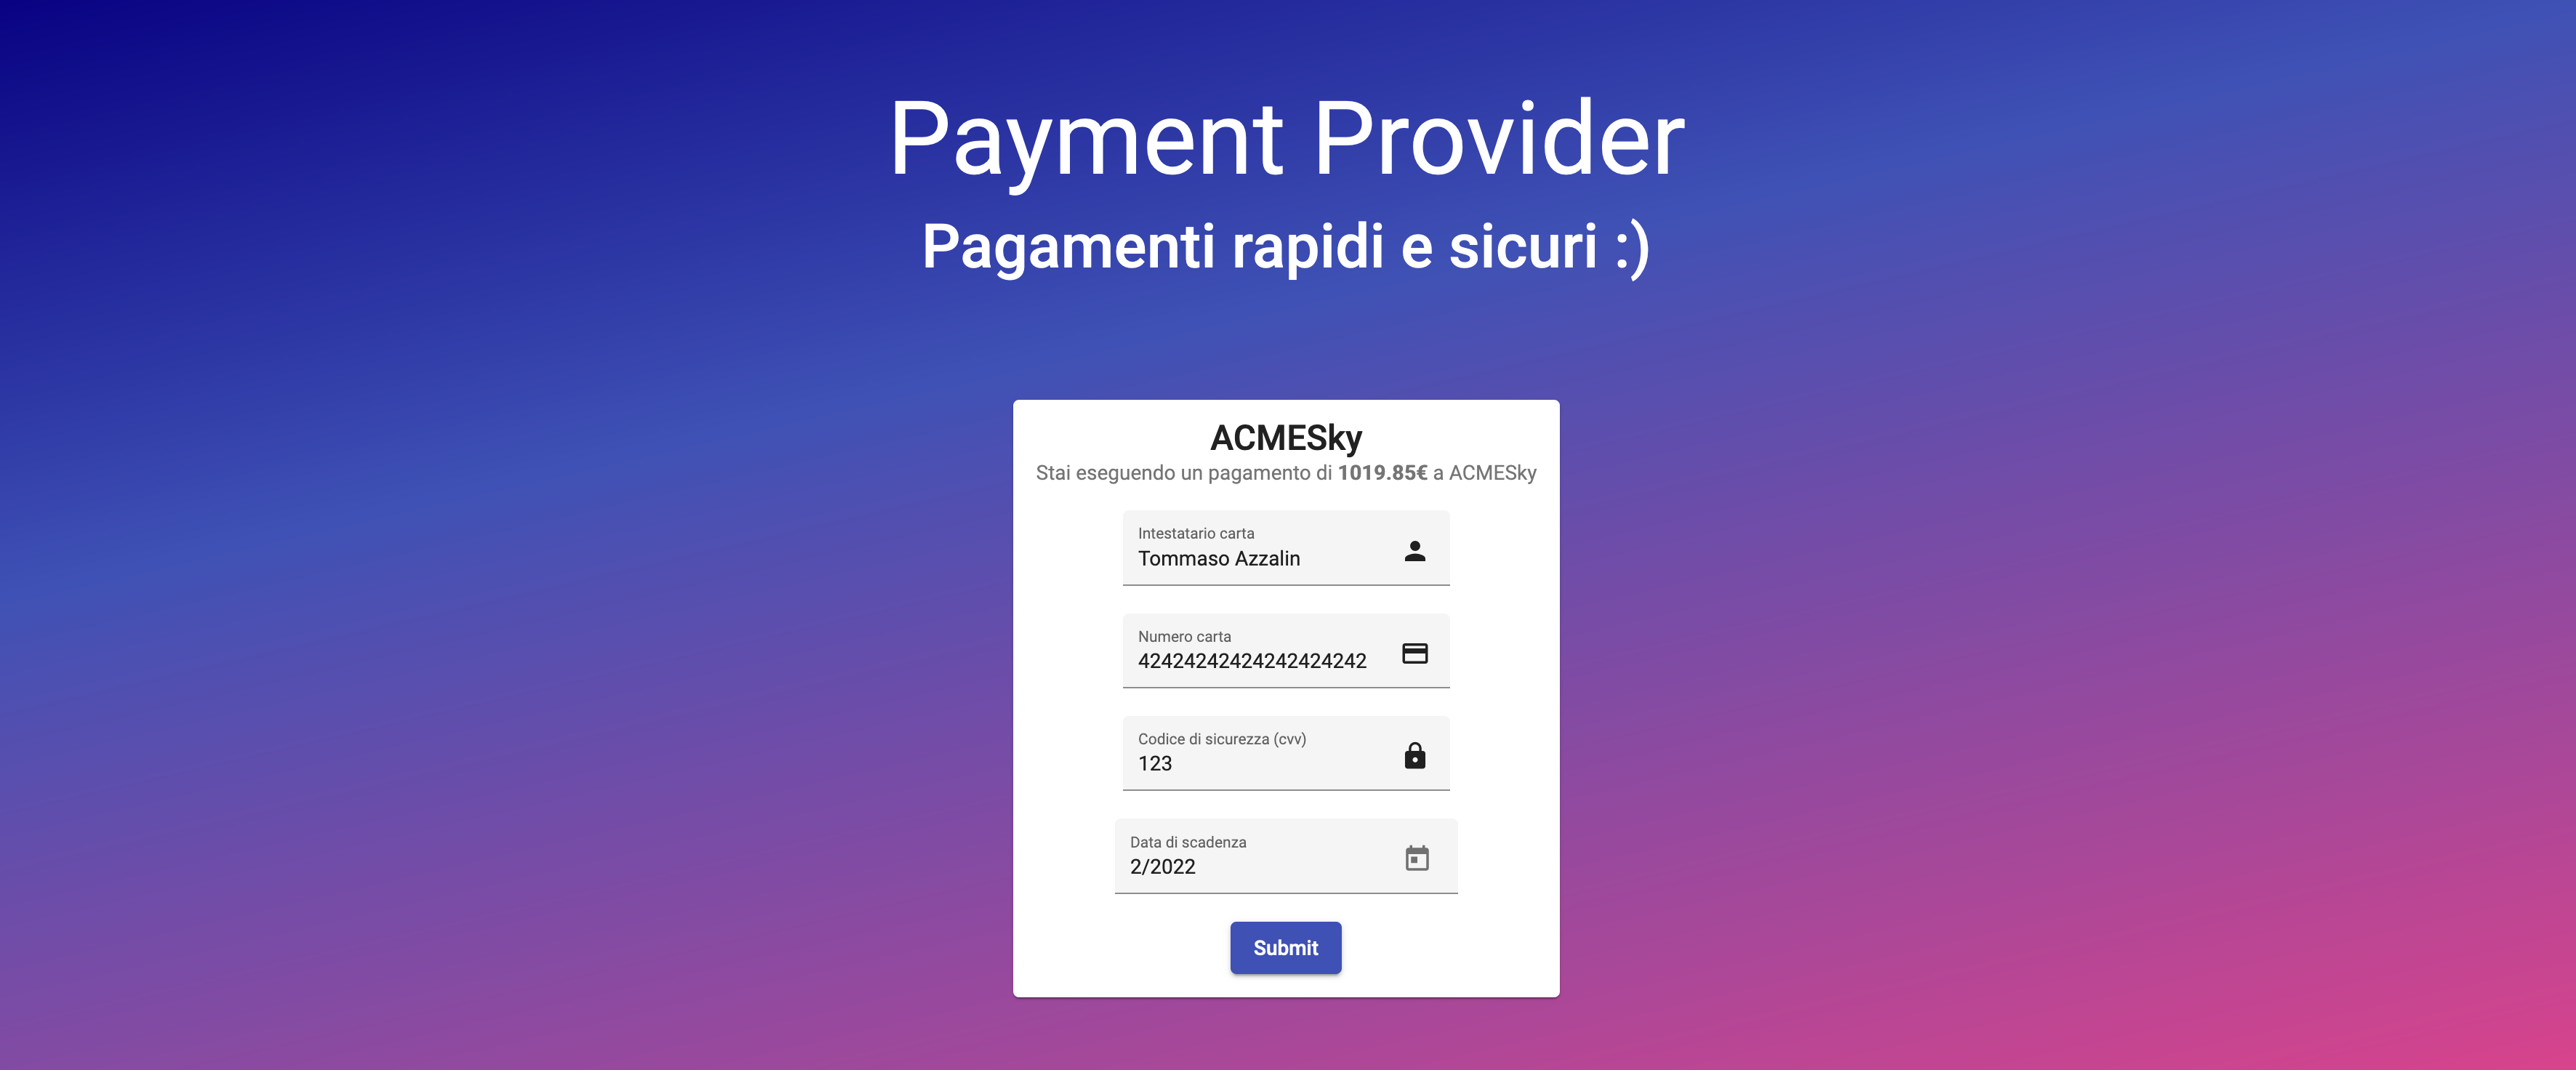 Payment Provider
Pagamenti rapidi e sicuri :)
ACMESky
Stai eseguendo un pagamento di 1019.85€ a ACMESky
Intestatario carta
Tommaso Azzalin
Numero carta
42424242424242424242
Codice di sicurezza (cvv)
123
Data di scadenza
2/2022
Submit